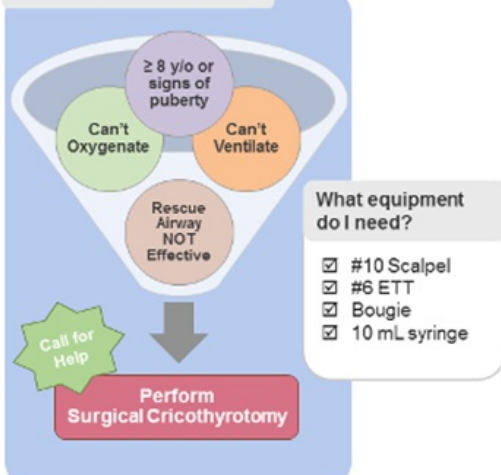 ≥ 8 y/o or
signs of
puberty
Can't
Oxygenate
Can't
Ventilate
Rescue
Airway
NOT
Effective
Call for
Help
Perform
Surgical Cricothyrotomy
What equipment
do I need?
☑ #10 Scalpel
☑ #6 ETT
☑ Bougie
☑ 10 mL syringe